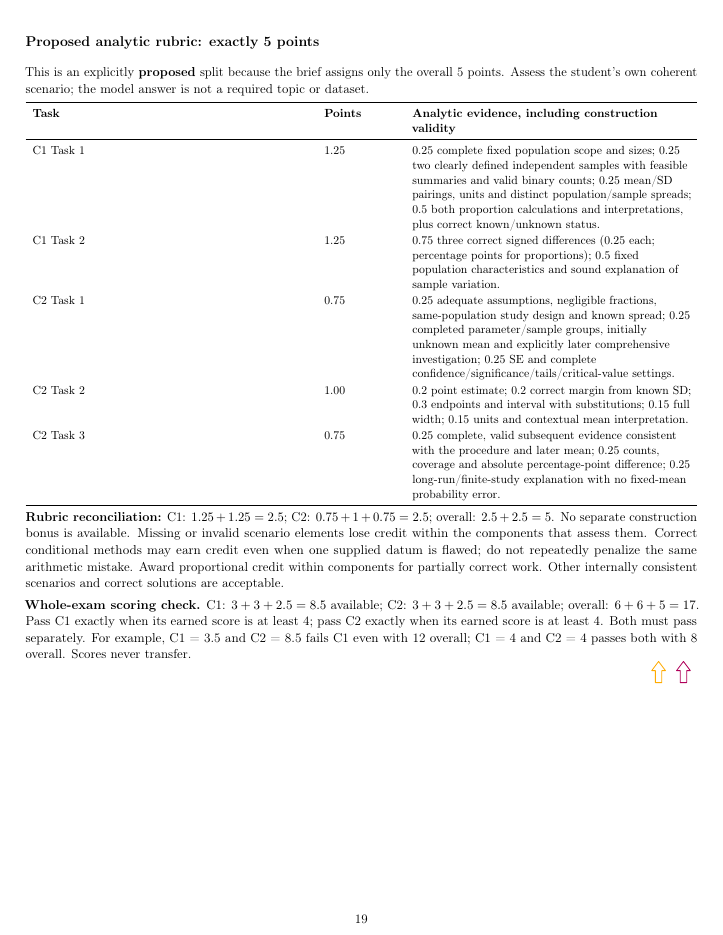 Proposed analytic rubric: exactly 5 points
This is an explicitly proposed split because the brief assigns only the overall 5 points. Assess the student's own coherent
scenario; the model answer is not a required topic or dataset.
Task Points Analytic evidence, including construction
validity
C1 Task 1 1.25 0.25 complete fixed population scope and sizes; 0.25
two clearly defined independent samples with feasible
summaries and valid binary counts; 0.25 mean/SD
pairings, units and distinct population/sample spreads;
0.5 both proportion calculations and interpretations,
plus correct known/unknown status.
C1 Task 2 1.25 0.75 three correct signed differences (0.25 each;
percentage points for proportions); 0.5 fixed
population characteristics and sound explanation of
sample variation.
C2 Task 1 0.75 0.25 adequate assumptions, negligible fractions,
same-population study design and known spread; 0.25
completed parameter/sample groups, initially
unknown mean and explicitly later comprehensive
investigation; 0.25 SE and complete
confidence/significance/tails/critical-value settings.
C2 Task 2 1.00 0.2 point estimate; 0.2 correct margin from known SD;
0.3 endpoints and interval with substitutions; 0.15 full
width; 0.15 units and contextual mean interpretation.
C2 Task 3 0.75 0.25 complete, valid subsequent evidence consistent
with the procedure and later mean; 0.25 counts,
coverage and absolute percentage-point difference; 0.25
long-run/finite-study explanation with no fixed-mean
probability error.
Rubric reconciliation: C1: 1.25 + 1.25 = 2.5; C2: 0.75 + 1 + 0.75 = 2.5; overall: 2.5 + 2.5 = 5. No separate construction
bonus is available. Missing or invalid scenario elements lose credit within the components that assess them. Correct
conditional methods may earn credit even when one supplied datum is flawed; do not repeatedly penalize the same
arithmetic mistake. Award proportional credit within components for partially correct work. Other internally consistent
scenarios and correct solutions are acceptable.
Whole-exam scoring check. C1: 3 + 3 + 2.5 = 8.5 available; C2: 3 + 3 + 2.5 = 8.5 available; overall: 6 + 6 + 5 = 17.
Pass C1 exactly when its earned score is at least 4; pass C2 exactly when its earned score is at least 4. Both must pass
separately. For example, C1 = 3.5 and C2 = 8.5 fails C1 even with 12 overall; C1 = 4 and C2 = 4 passes both with 8
overall. Scores never transfer.
19